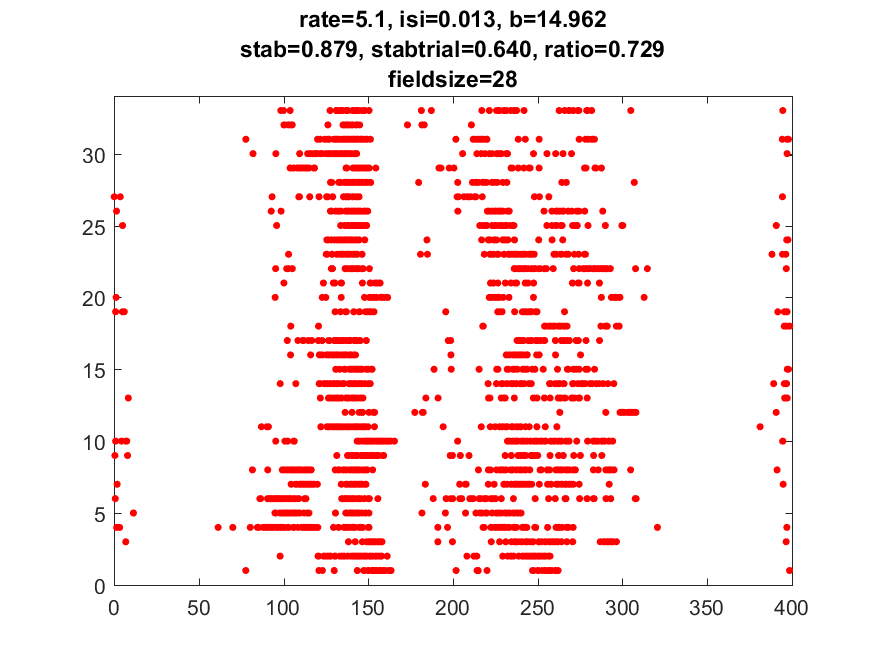 rate=5.1, isi=0.013, b=14.962
stab=0.879, stabtrial=0.640, ratio=0.729
fieldsize=28
30
25
20
15
10
5
0
0 50 100 150 200 250 300 350 400